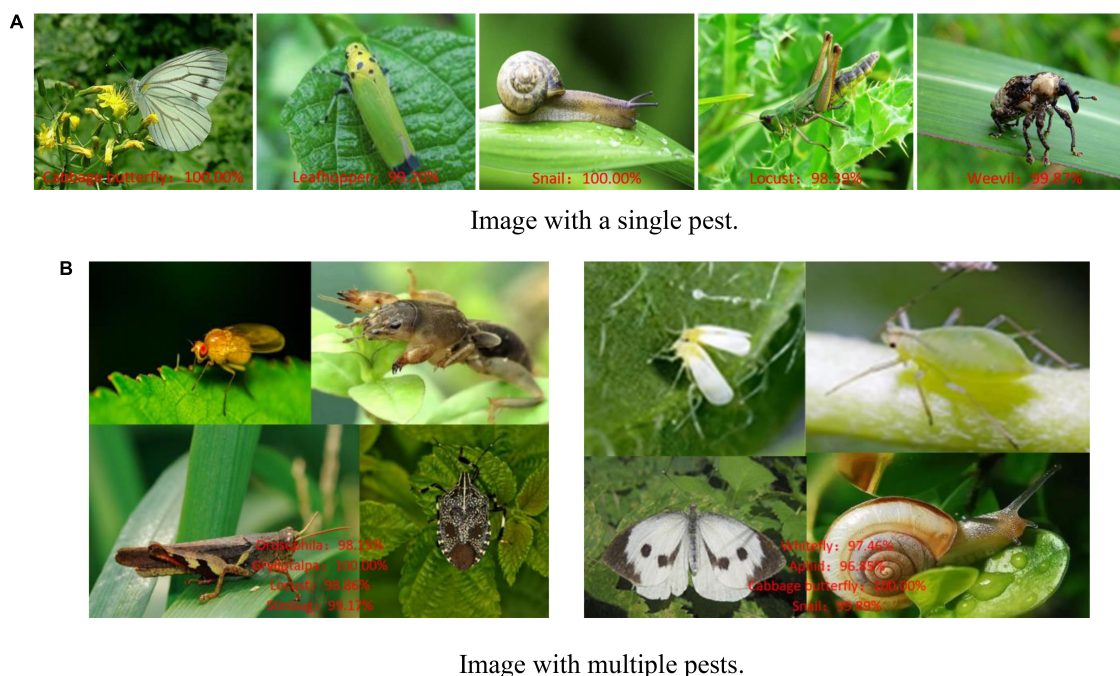 A
Cabbage butterfly: 100.00%
Leafhopper: 99.20%
Snail: 100.00%
Locust: 98.39%
Weevil: 99.87%
Image with a single pest.
B
Drosophila: 98.15%
Gryllotalpa: 100.00%
Locust: 98.86%
Stinbug: 99.17%
Whitefly: 97.46%
Aphid: 96.85%
Cabbage butterfly: 100.00%
Snail: 99.89%
Image with multiple pests.